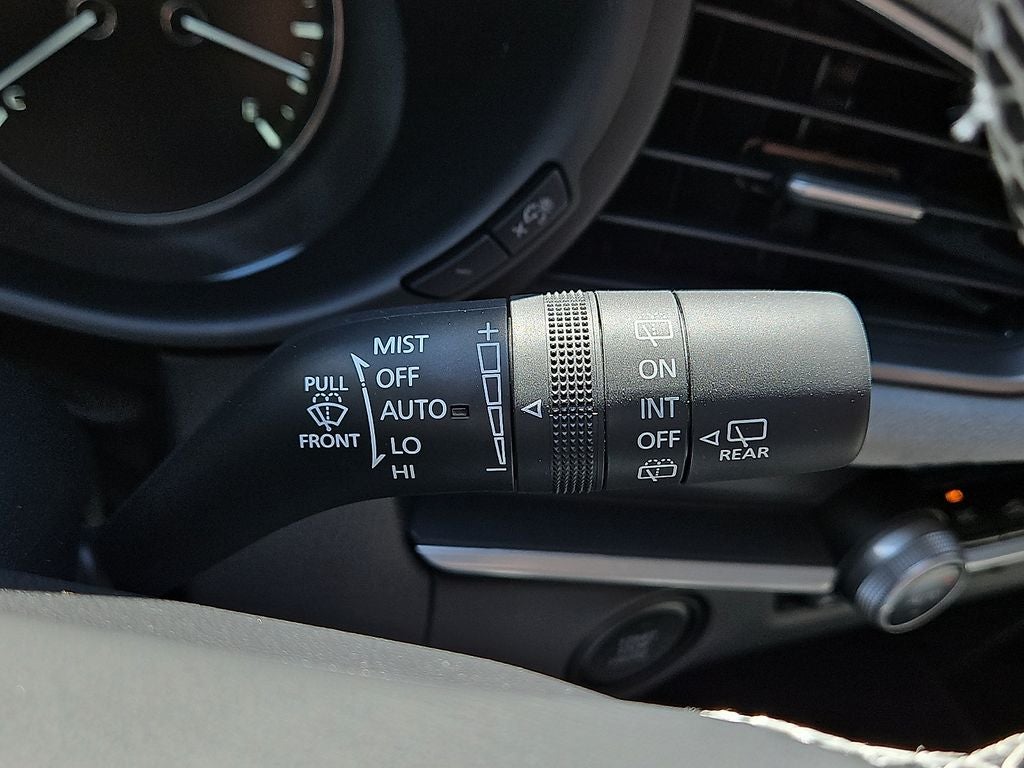 MIST
OFF
AUTO
LO
HI
PULL
FRONT
+
-
ON
INT
OFF
REAR
C